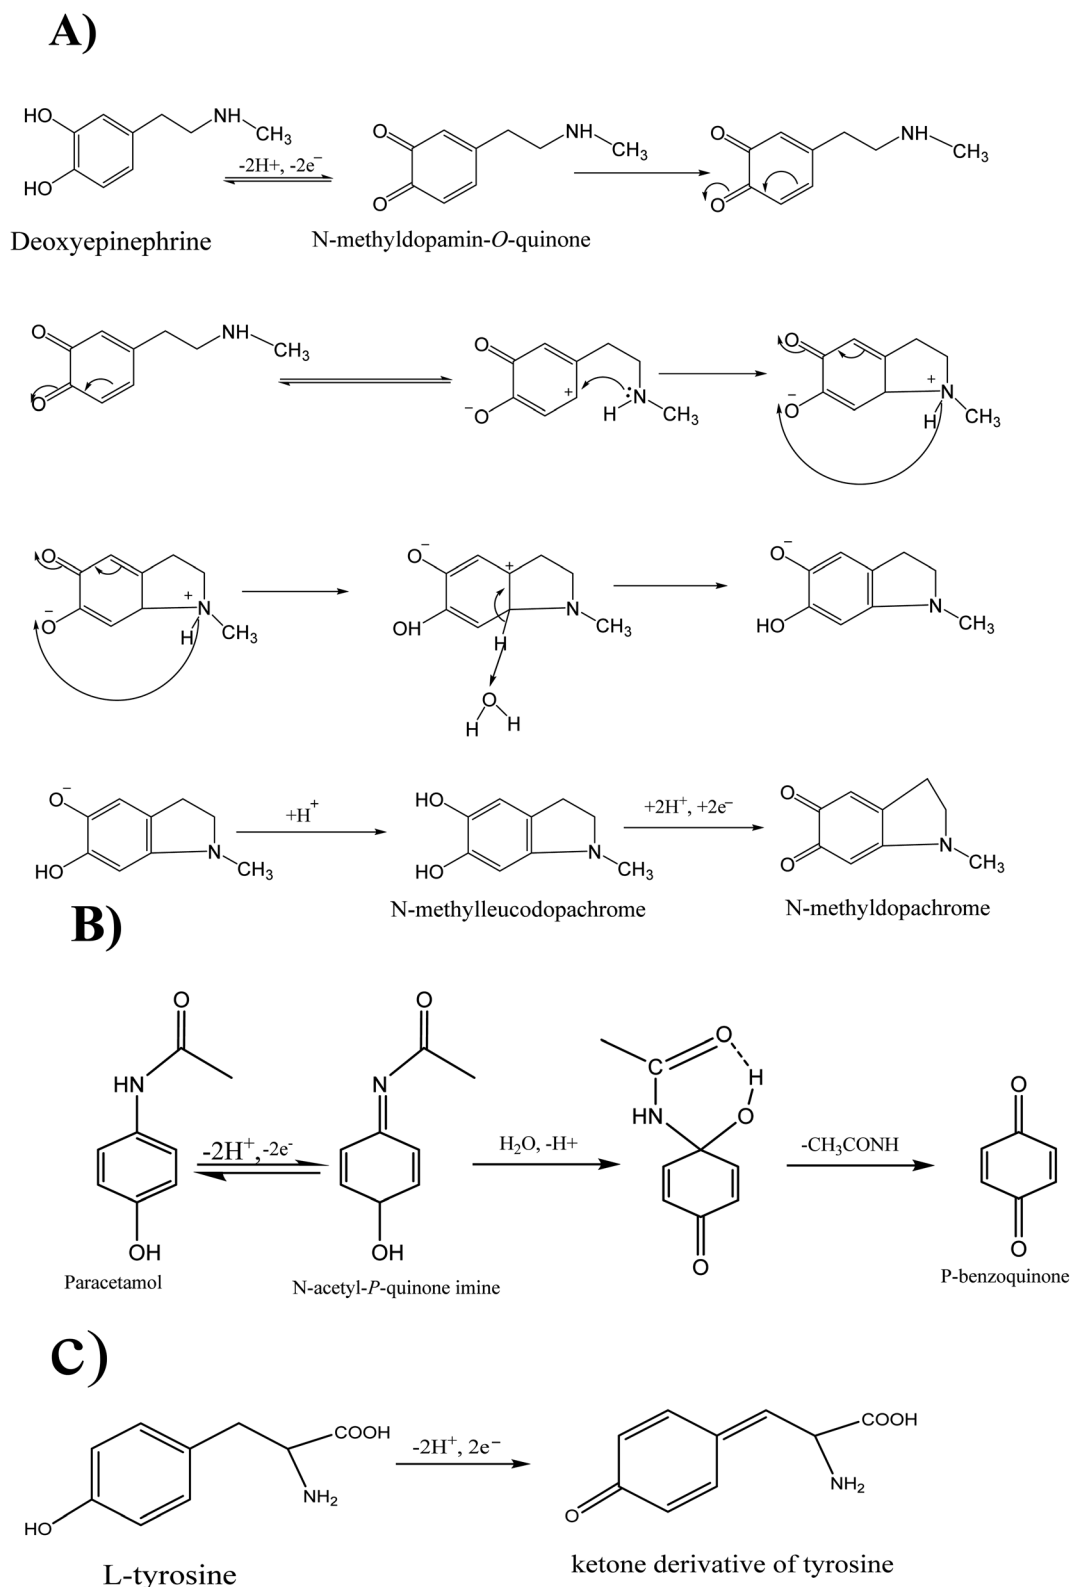 A)
HO
HO
NH
CH₃
-2H+, -2e⁻
O
O
NH
CH₃
O
O
NH
CH₃
Deoxyepinephrine
N-methyldopamin-O-quinone
O
O
NH
CH₃
O
⁻O
+
H
:N
CH₃
O
O⁻
+
N
H
CH₃
O
O⁻
+
N
H
CH₃
O⁻
OH
+
H
N
CH₃
O
H
H
O⁻
HO
N
CH₃
O⁻
HO
N
CH₃
+H⁺
HO
HO
N
CH₃
+2H⁺, +2e⁻
O
O
N
CH₃
N-methylleucodopachrome
N-methyldopachrome
B)
O
HN
OH
Paracetamol
-2H⁺, -2e⁻
O
N
OH
N-acetyl-P-quinone imine
H₂O, -H+
O
C
H
HN
O
O
-CH₃CONH
O
O
P-benzoquinone
C)
COOH
NH₂
HO
L-tyrosine
-2H⁺, 2e⁻
COOH
NH₂
O
ketone derivative of tyrosine